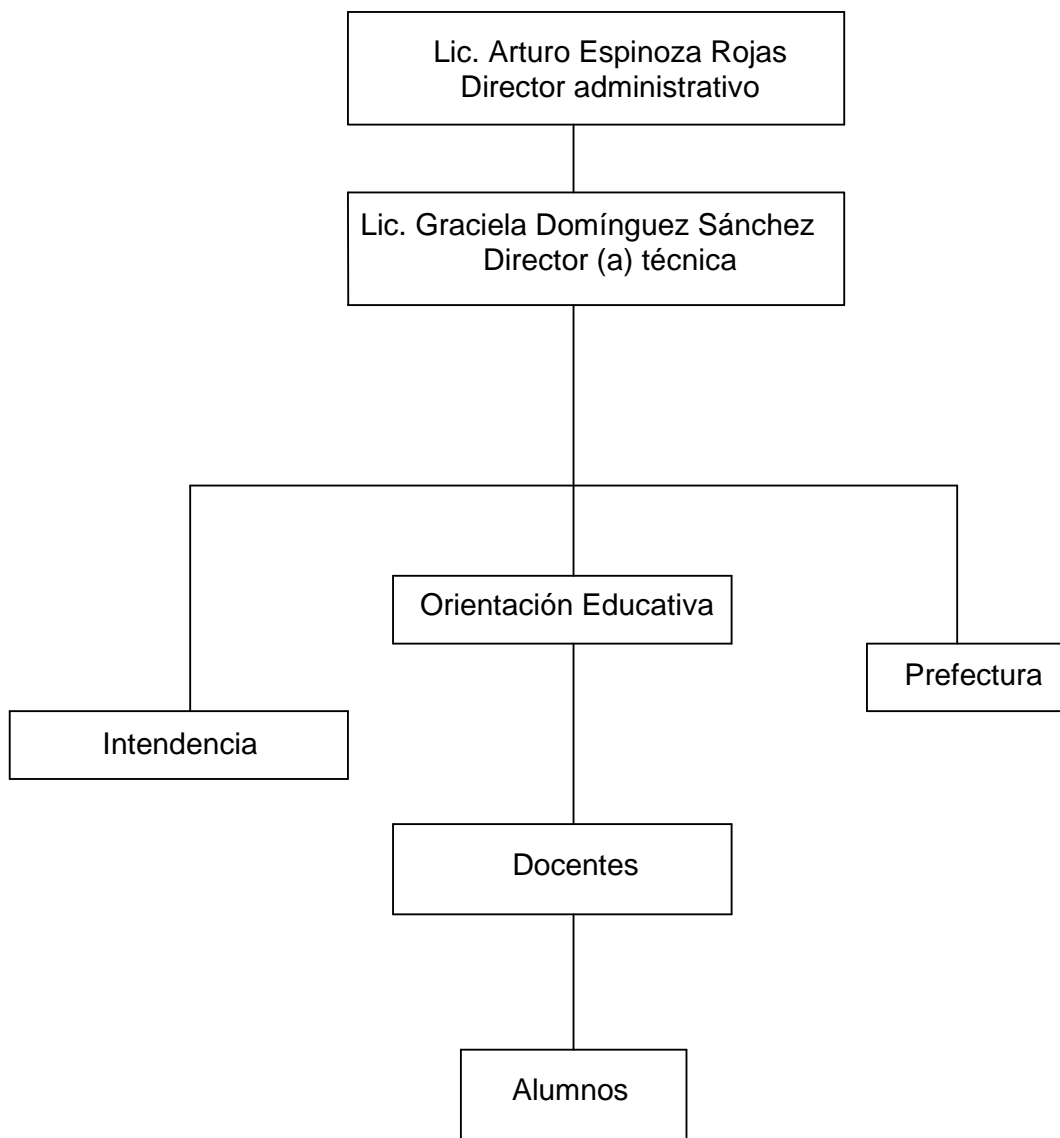 Lic. Arturo Espinoza Rojas
Director administrativo
Lic. Graciela Domínguez Sánchez
Director (a) técnica
Orientación Educativa
Prefectura
Intendencia
Docentes
Alumnos